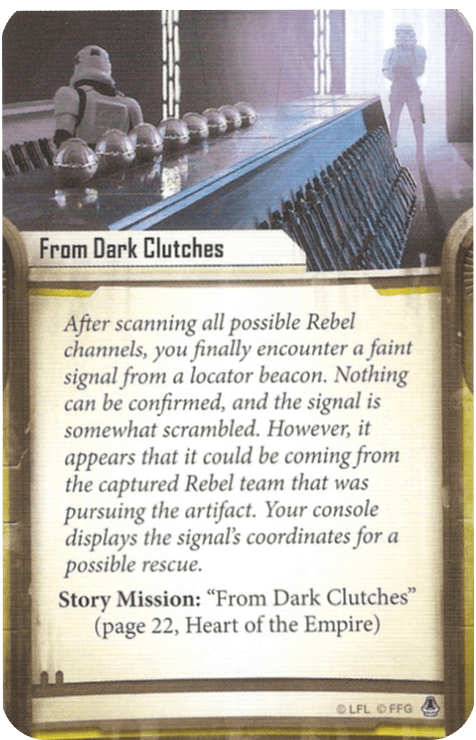 From Dark Clutches
After scanning all possible Rebel
channels, you finally encounter a faint
signal from a locator beacon. Nothing
can be confirmed, and the signal is
somewhat scrambled. However, it
appears that it could be coming from
the captured Rebel team that was
pursuing the artifact. Your console
displays the signal’s coordinates for a
possible rescue.
Story Mission: “From Dark Clutches”
(page 22, Heart of the Empire)
© LFL © FFG